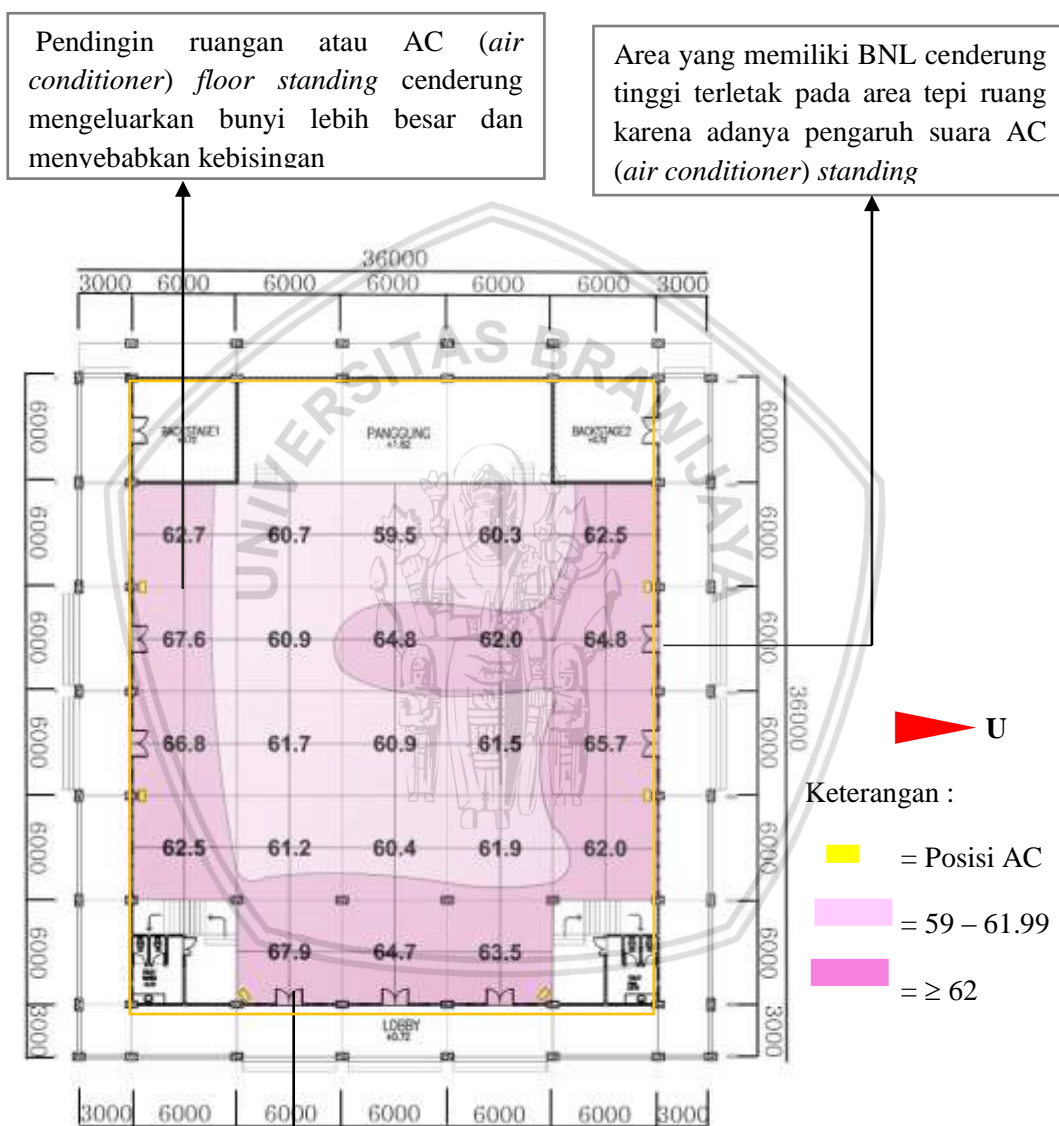 Pendingin ruangan atau AC (air
conditioner) floor standing cenderung
mengeluarkan bunyi lebih besar dan
menyebabkan kebisingan
Area yang memiliki BNL cenderung
tinggi terletak pada area tepi ruang
karena adanya pengaruh suara AC
(air conditioner) standing
36000
3000 6000 6000 6000 6000 6000 3000
UNIVERSITAS BRAWIJAYA
6000
6000
6000
6000
6000
6000
3000
BACKSTAGE1
PANGGUNG
BACKSTAGE2
62.7 60.7 59.5 60.3 62.5
67.6 60.9 64.8 62.0 64.8
66.8 61.7 60.9 61.5 65.7
62.5 61.2 60.4 61.9 62.0
67.9 64.7 63.5
LOBBY
+0.72
6000
6000
6000
6000
6000
6000
3000
36000
U
Keterangan :
= Posisi AC
= 59 – 61.99
= ≥ 62
3000 6000 6000 6000 6000 6000 3000